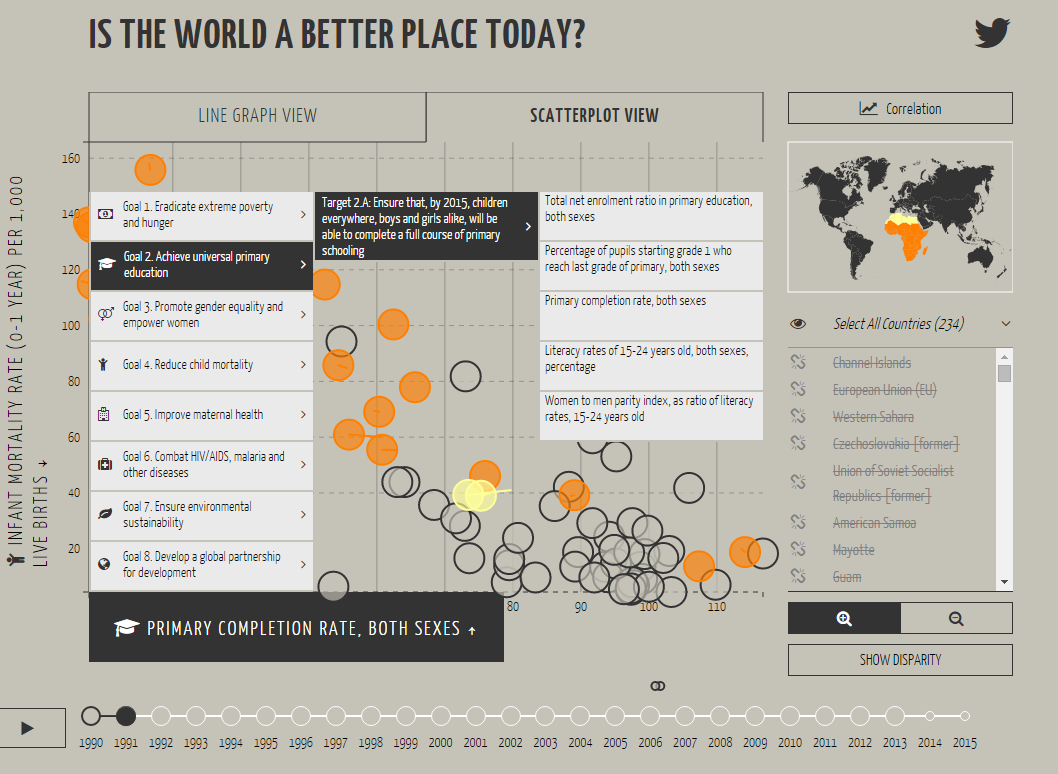 IS THE WORLD A BETTER PLACE TODAY?
LINE GRAPH VIEW
SCATTERPLOT VIEW
Correlation
160
140
120
100
80
60
40
20
INFANT MORTALITY RATE (0-1 YEAR) PER 1,000
LIVE BIRTHS
Goal 1. Eradicate extreme poverty
and hunger
Goal 2. Achieve universal primary
education
Goal 3. Promote gender equality and
empower women
Goal 4. Reduce child mortality
Goal 5. Improve maternal health
Goal 6. Combat HIV/AIDS, malaria and
other diseases
Goal 7. Ensure environmental
sustainability
Goal 8. Develop a global partnership
for development
Target 2.A: Ensure that, by 2015, children
everywhere, boys and girls alike, will be
able to complete a full course of primary
schooling
Total net enrolment ratio in primary education,
both sexes
Percentage of pupils starting grade 1 who
reach last grade of primary, both sexes
Primary completion rate, both sexes
Literacy rates of 15-24 years old, both sexes,
percentage
Women to men parity index, as ratio of literacy
rates, 15-24 years old
80 90 100 110
PRIMARY COMPLETION RATE, BOTH SEXES
Select All Countries (234)
Channel Islands
European Union (EU)
Western Sahara
Czechoslovakia [former]
Union of Soviet Socialist
Republics [former]
American Samoa
Mayotte
Guam
SHOW DISPARITY
1990 1991 1992 1993 1994 1995 1996 1997 1998 1999 2000 2001 2002 2003 2004 2005 2006 2007 2008 2009 2010 2011 2012 2013 2014 2015